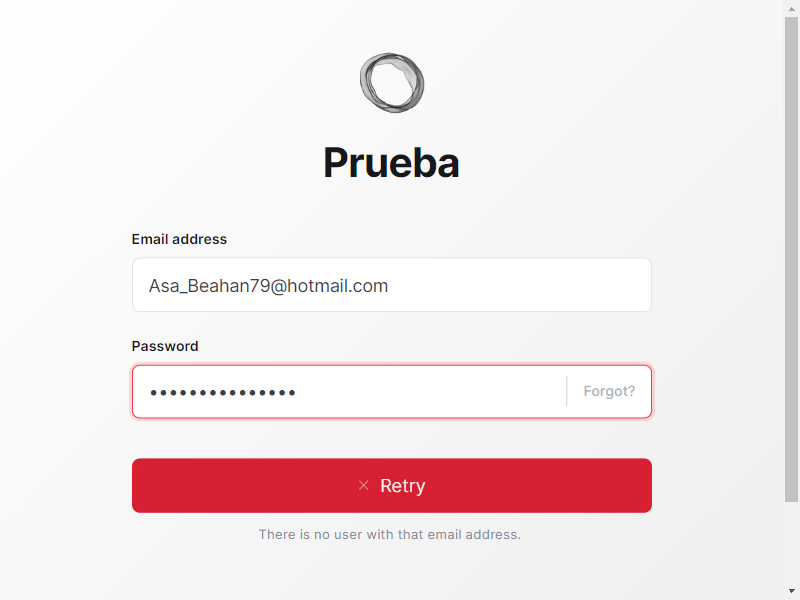 Prueba
Email address
Asa_Beahan79@hotmail.com
Password
•••••••••••••••
Forgot?
× Retry
There is no user with that email address.